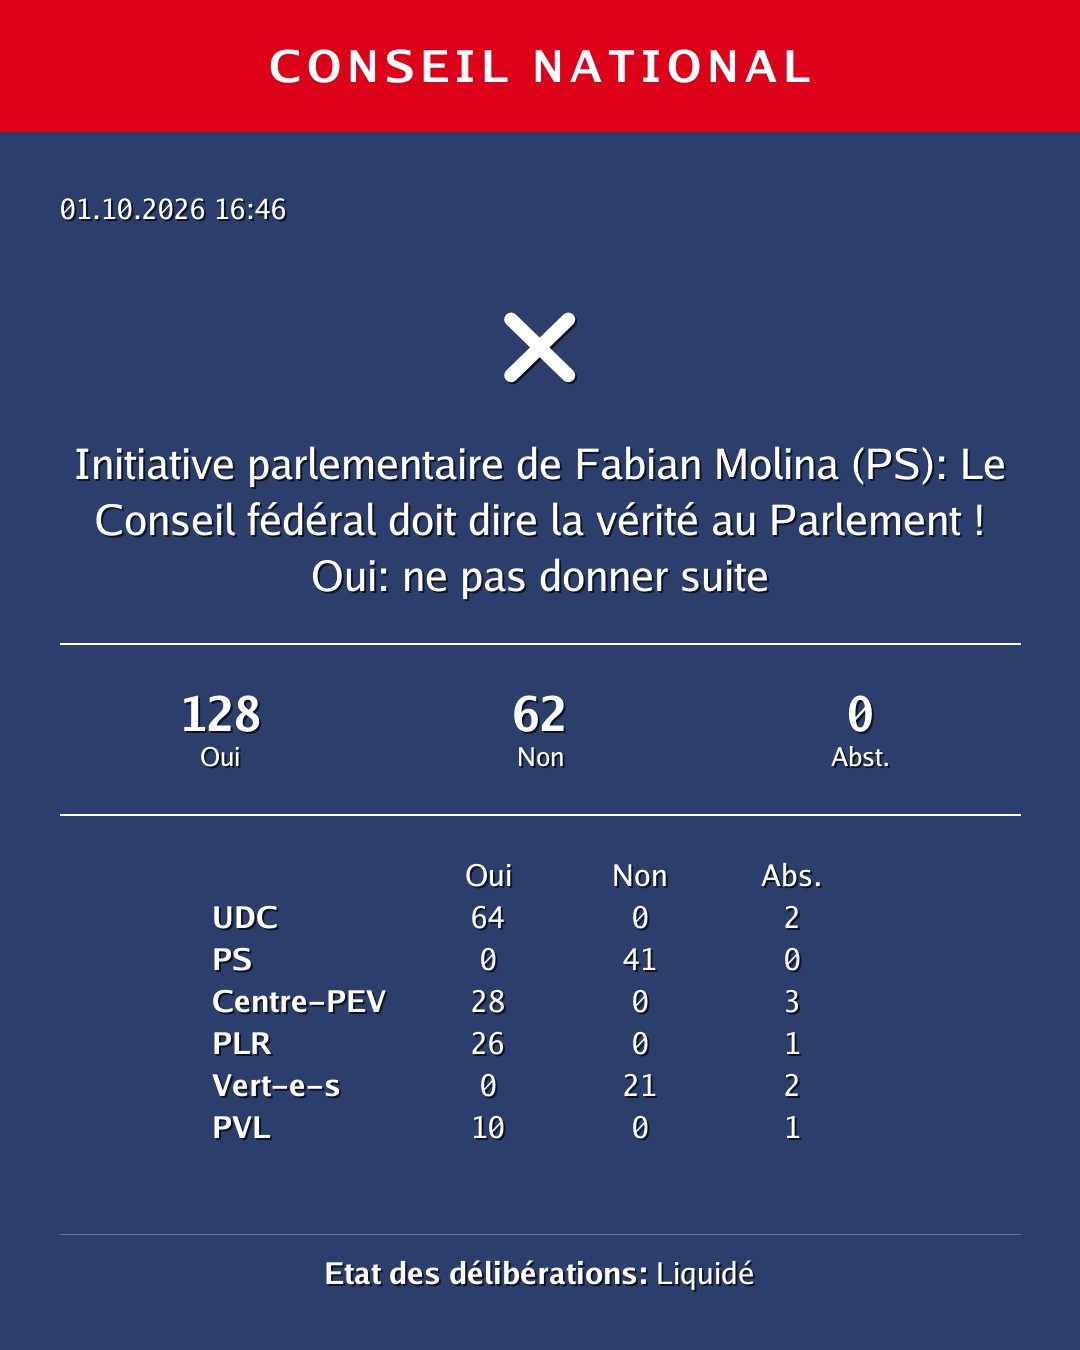 CONSEIL NATIONAL
01.10.2026 16:46
Initiative parlementaire de Fabian Molina (PS): Le
Conseil fédéral doit dire la vérité au Parlement !
Oui: ne pas donner suite
128 62 0
Oui Non Abst.
Oui Non Abs.
UDC 64 0 2
PS 0 41 0
Centre-PEV 28 0 3
PLR 26 0 1
Vert-e-s 0 21 2
PVL 10 0 1
Etat des délibérations: Liquidé